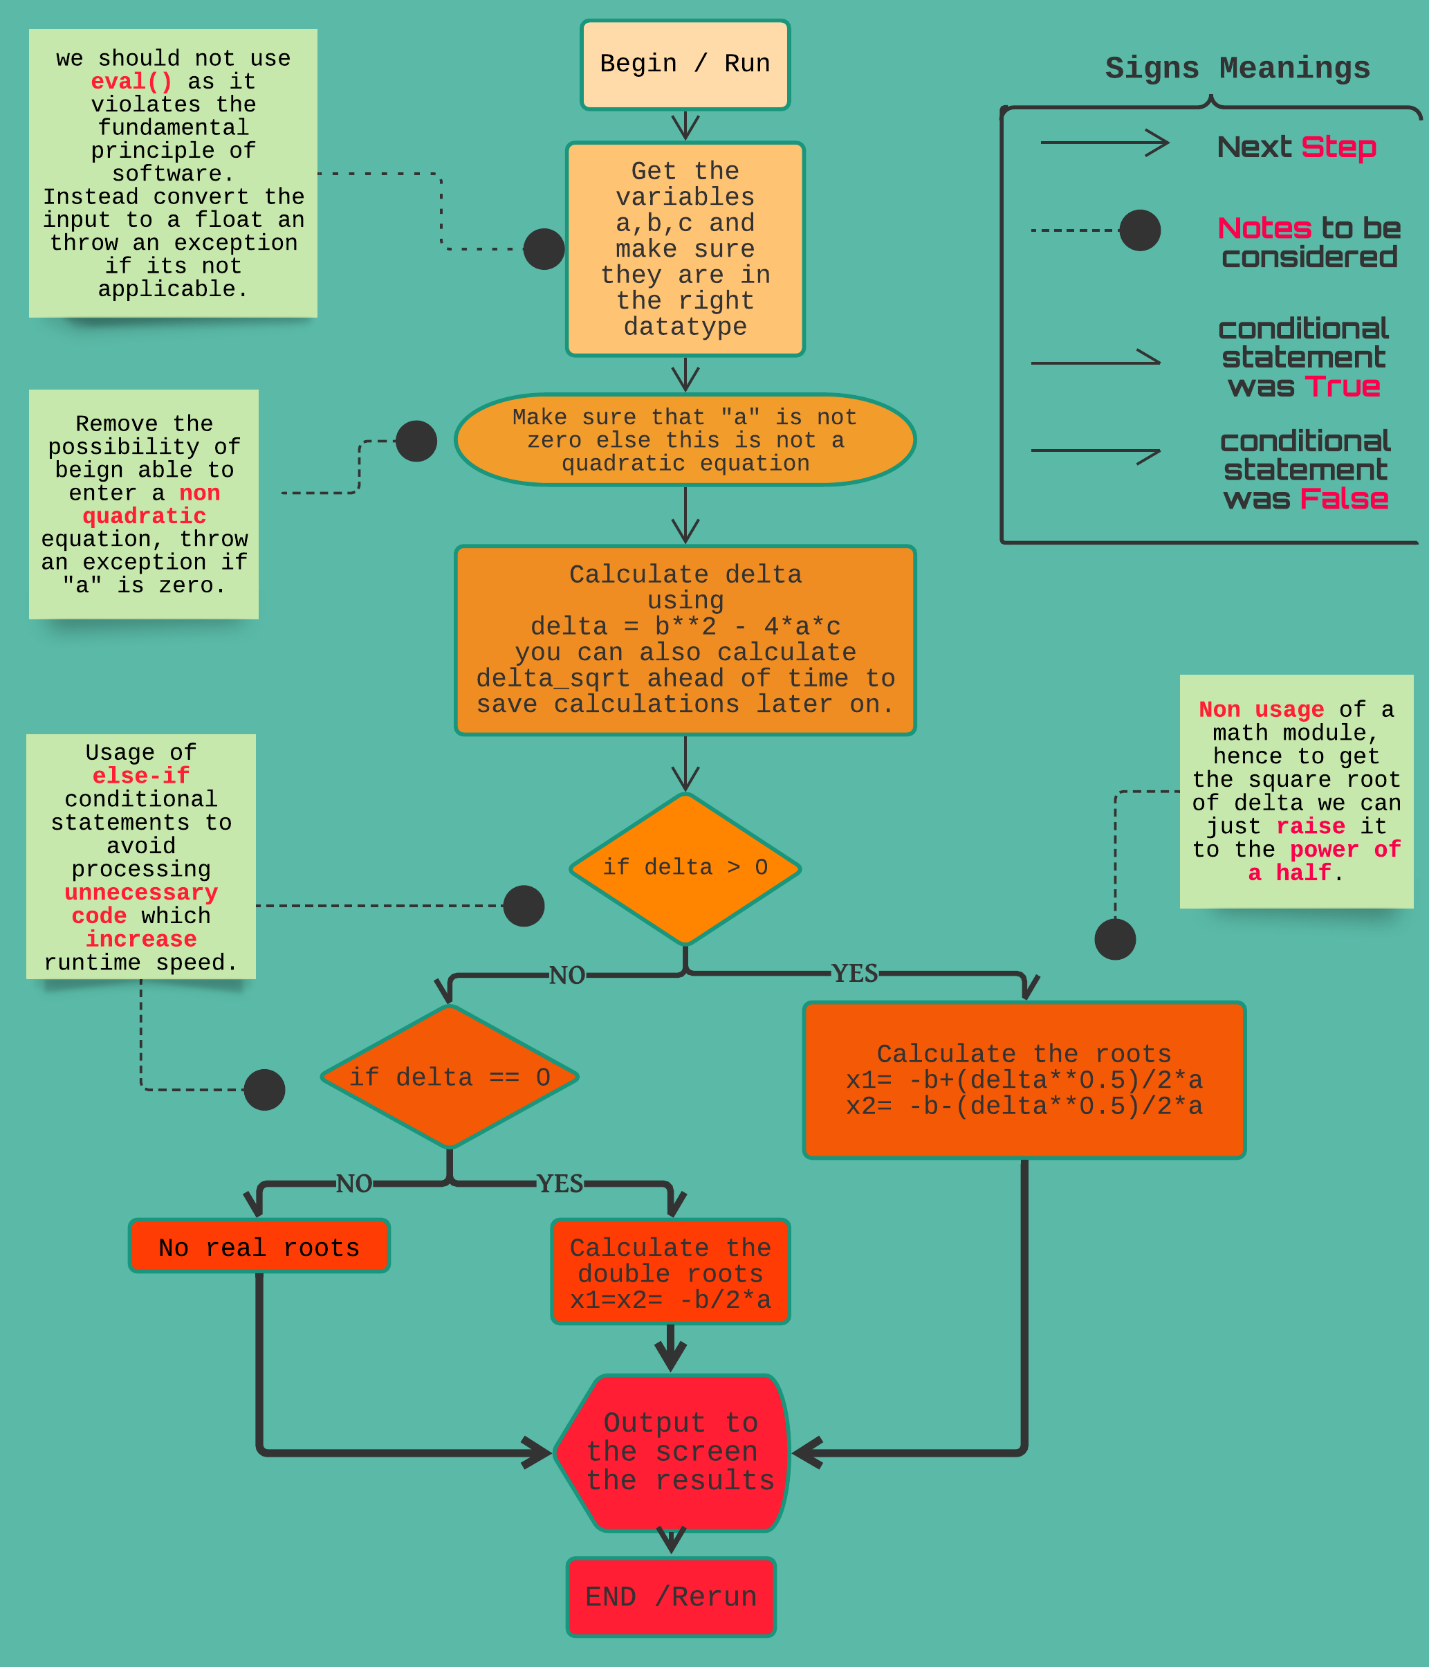 we should not use
eval() as it
violates the
fundamental
principle of
software.
Instead convert the
input to a float an
throw an exception
if its not
applicable.
Begin / Run
Get the
variables
a,b,c and
make sure
they are in
the right
datatype
Signs Meanings
Next Step
Notes to be
considered
conditional
statement
was True
conditional
statement
was False
Remove the
possibility of
beign able to
enter a non
quadratic
equation, throw
an exception if
"a" is zero.
Make sure that "a" is not
zero else this is not a
quadratic equation
Calculate delta
using
delta = b**2 - 4*a*c
you can also calculate
delta_sqrt ahead of time to
save calculations later on.
Non usage of a
math module,
hence to get
the square root
of delta we can
just raise it
to the power of
a half.
Usage of
else-if
conditional
statements to
avoid
processing
unnecessary
code which
increase
runtime speed.
if delta > 0
NO
YES
if delta == 0
Calculate the roots
x1= -b+(delta**0.5)/2*a
x2= -b-(delta**0.5)/2*a
NO
YES
No real roots
Calculate the
double roots
x1=x2= -b/2*a
Output to
the screen
the results
END /Rerun